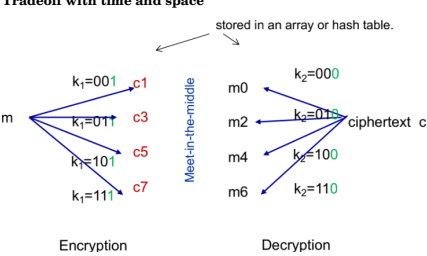 Tradeoff with time and space
stored in an array or hash table.
k₁=001 c1
k₁=011 c3
k₁=101 c5
k₁=111 c7
m
Encryption
Meet-in-the-middle
m0 k₂=000
m2 k₂=010
m4 k₂=100
m6 k₂=110
ciphertext c
Decryption